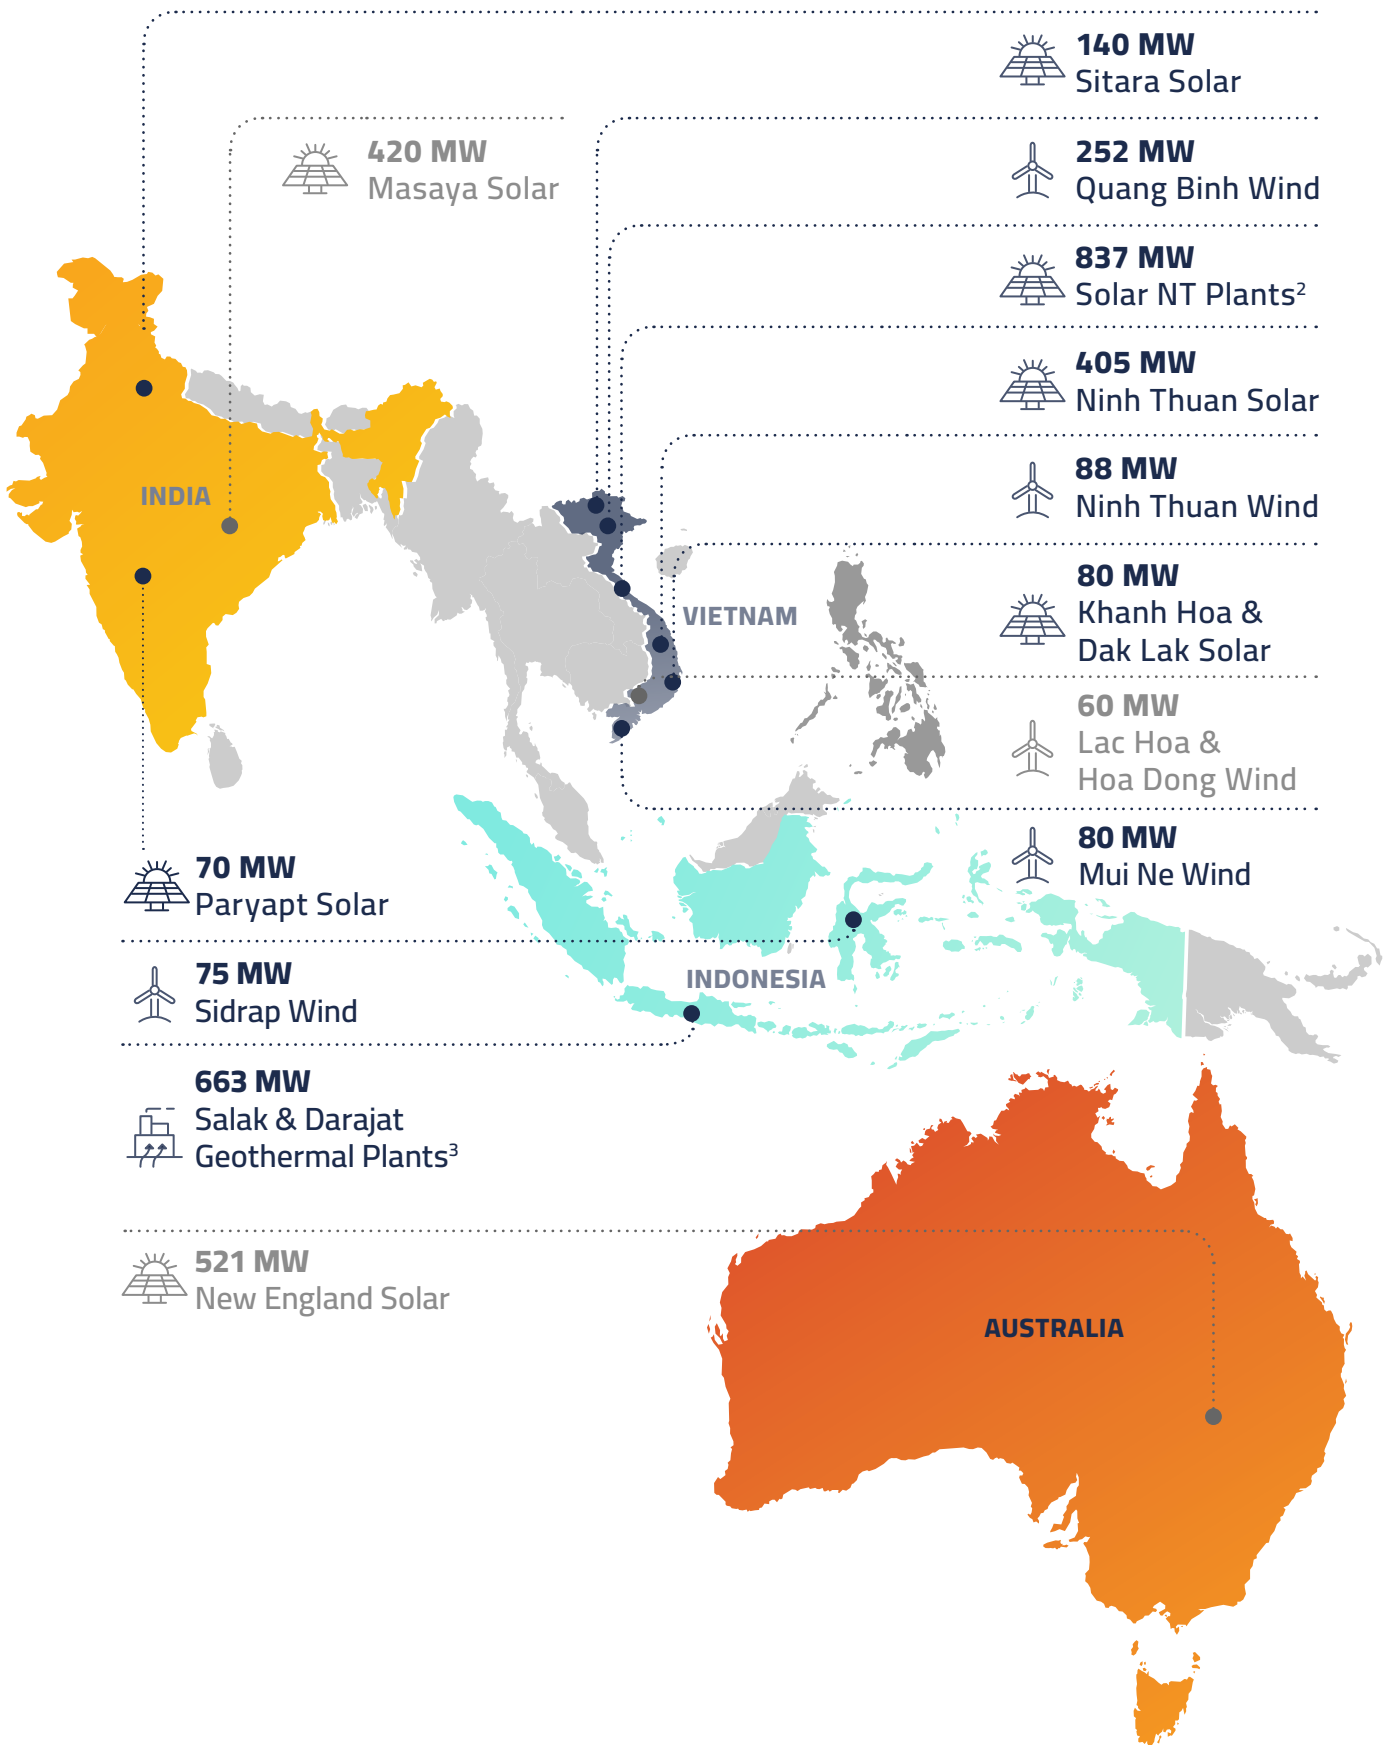 140 MW
Sitara Solar
420 MW
Masaya Solar
252 MW
Quang Binh Wind
837 MW
Solar NT Plants²
405 MW
Ninh Thuan Solar
88 MW
Ninh Thuan Wind
INDIA
VIETNAM
80 MW
Khanh Hoa &
Dak Lak Solar
60 MW
Lac Hoa &
Hoa Dong Wind
80 MW
Mui Ne Wind
70 MW
Paryapt Solar
75 MW
Sidrap Wind
INDONESIA
663 MW
Salak & Darajat
Geothermal Plants³
521 MW
New England Solar
AUSTRALIA